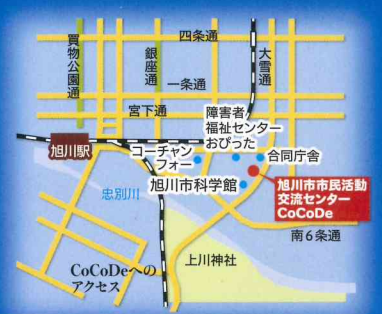 四条通
買物公園通
銀座通
大雪通
一条通
宮下通
障害者
福祉センター
おぴった
旭川駅
コーチャン
フォー
合同庁舎
旭川市科学館
旭川市市民活動
交流センター
CoCoDe
忠別川
南6条通
上川神社
CoCoDeへの
アクセス